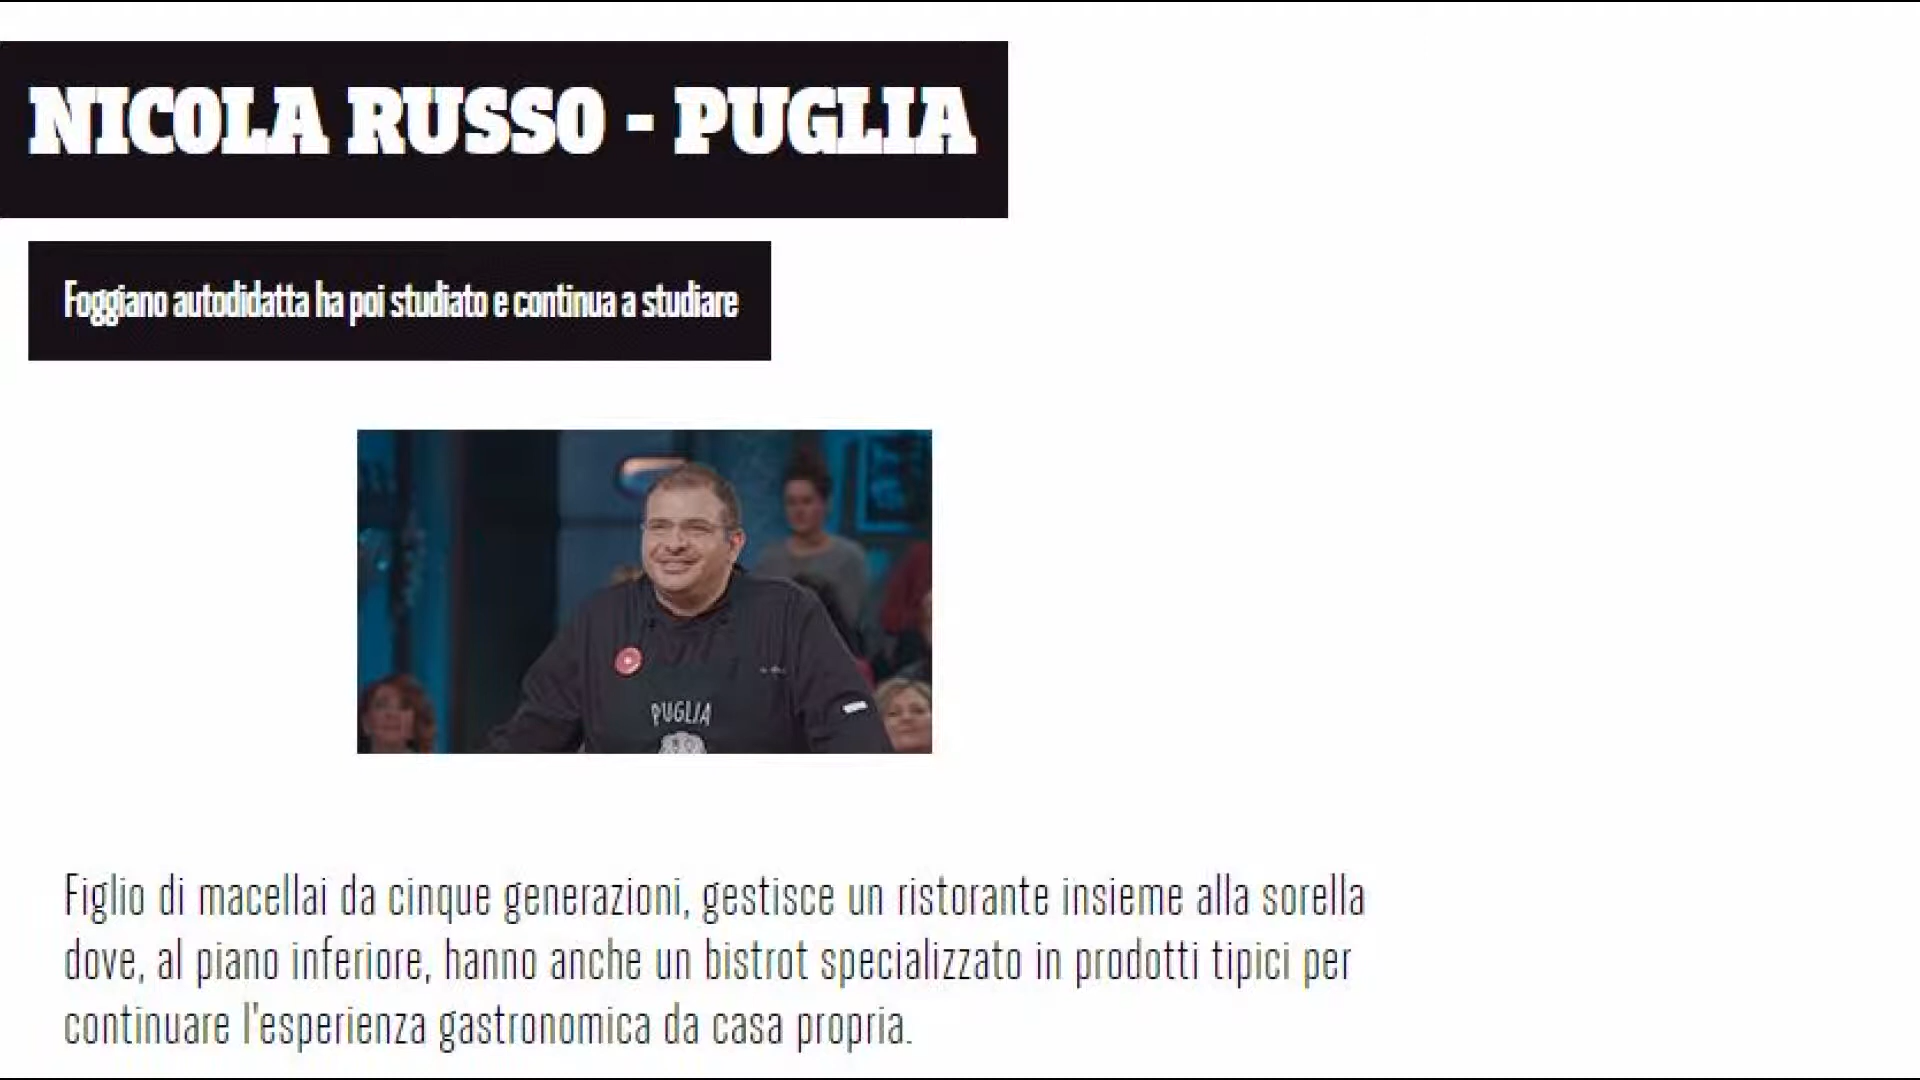 NICOLA RUSSO - PUGLIA
Foggiano autodidatta ha poi studiato e continua a studiare
PUGLIA
Figlio di macellai da cinque generazioni, gestisce un ristorante insieme alla sorella
dove, al piano inferiore, hanno anche un bistrot specializzato in prodotti tipici per
continuare l'esperienza gastronomica da casa propria.